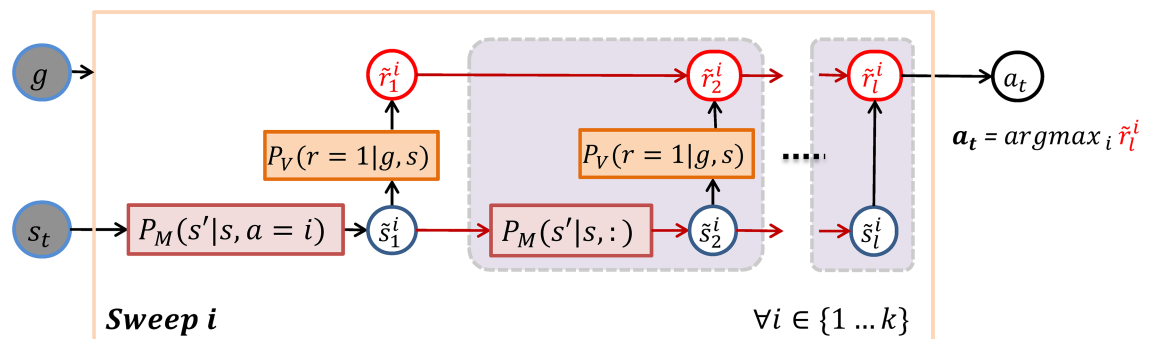 g
r̃₁ⁱ
r̃₂ⁱ
r̃ₗⁱ
aₜ
P_V(r = 1|g, s)
P_V(r = 1|g, s)
aₜ = argmax ᵢ r̃ₗⁱ
sₜ
P_M(s'|s, a = i)
s̃₁ⁱ
P_M(s'|s, :)
s̃₂ⁱ
s̃ₗⁱ
Sweep i
∀i ∈ {1 … k}